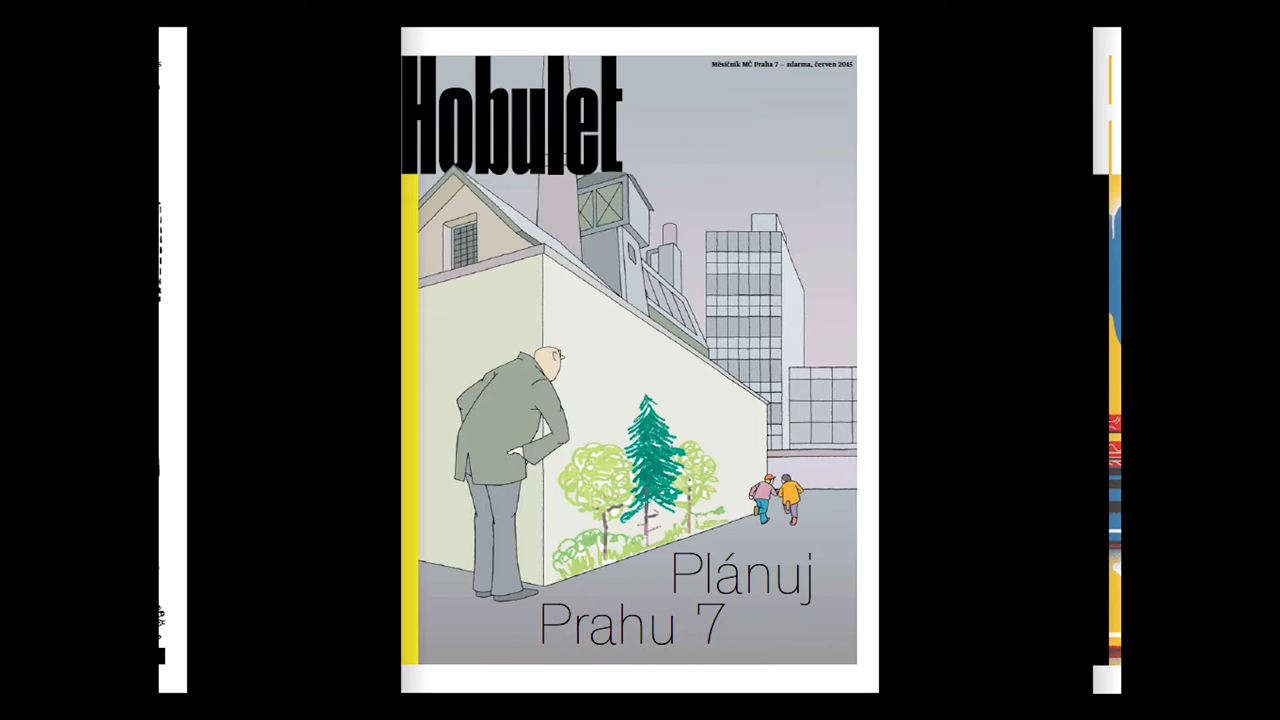 Hobulet
Měsíčník MČ Praha 7 – zdarma, červen 2015
Plánuj
Prahu 7